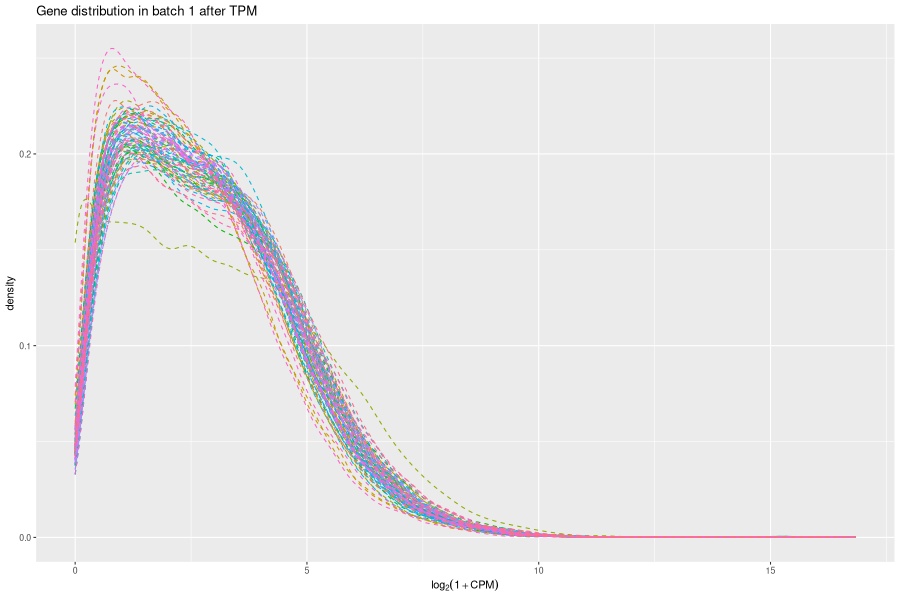 Gene distribution in batch 1 after TPM
density
0.2
0.1
0.0
0
5
10
15
log₂(1 + CPM)